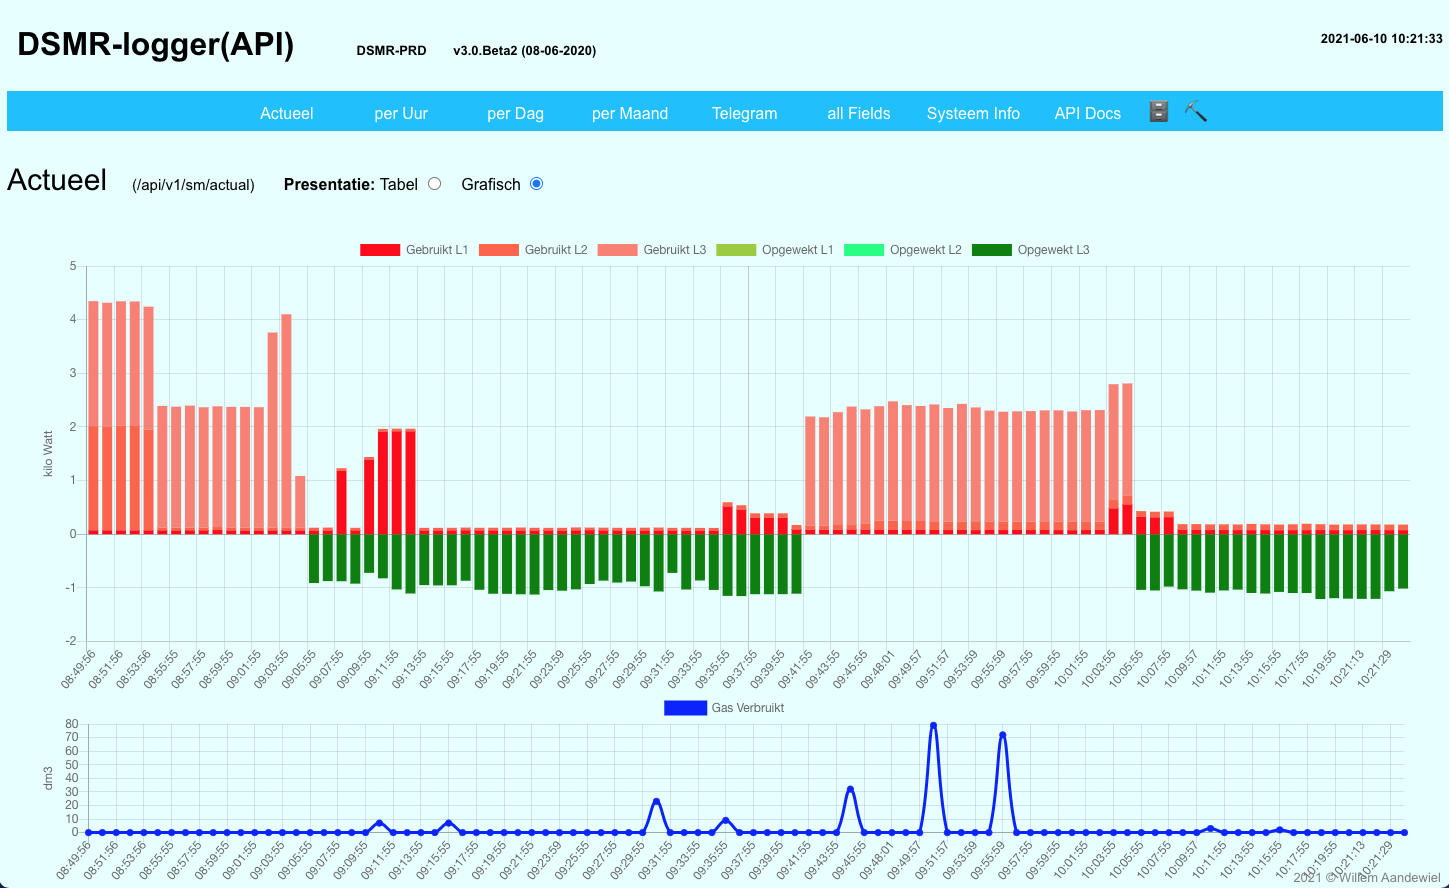 DSMR-logger(API) DSMR-PRD v3.0.Beta2 (08-06-2020) 2021-06-10 10:21:33
Actueel per Uur per Dag per Maand Telegram all Fields Systeem Info API Docs
Actueel (/api/v1/sm/actual) Presentatie: Tabel Grafisch
Gebruikt L1 Gebruikt L2 Gebruikt L3 Opgewekt L1 Opgewekt L2 Opgewekt L3
5
4
3
2
1
0
-1
-2
kilo Watt
08:49:56 08:51:56 08:53:56 08:55:55 08:57:55 08:59:55 09:01:55 09:03:55 09:05:55 09:07:55 09:09:55 09:11:55 09:13:55 09:15:55 09:17:55 09:19:55 09:21:55 09:23:59 09:25:55 09:27:55 09:29:55 09:31:55 09:33:55 09:35:55 09:37:55 09:39:55 09:41:55 09:43:55 09:45:55 09:48:01 09:49:57 09:51:57 09:53:59 09:55:59 09:57:55 09:59:55 10:01:55 10:03:55 10:05:55 10:07:55 10:09:57 10:11:55 10:13:55 10:15:55 10:17:55 10:19:55 10:21:13 10:21:29
Gas Verbruikt
80
70
60
50
40
30
20
10
0
dm3
08:49:56 08:51:56 08:53:56 08:55:55 08:57:55 08:59:55 09:01:55 09:03:55 09:05:55 09:07:55 09:09:55 09:11:55 09:13:55 09:15:55 09:17:55 09:19:55 09:21:55 09:23:59 09:25:55 09:27:55 09:29:55 09:31:55 09:33:55 09:35:55 09:37:55 09:39:55 09:41:55 09:43:55 09:45:55 09:48:01 09:49:57 09:51:57 09:53:59 09:55:59 09:57:55 09:59:55 10:01:55 10:03:55 10:05:55 10:07:55 10:09:57 10:11:55 10:13:55 10:15:55 10:17:55 10:19:55 10:21:13 10:21:29
2021 © Willem Aandewiel